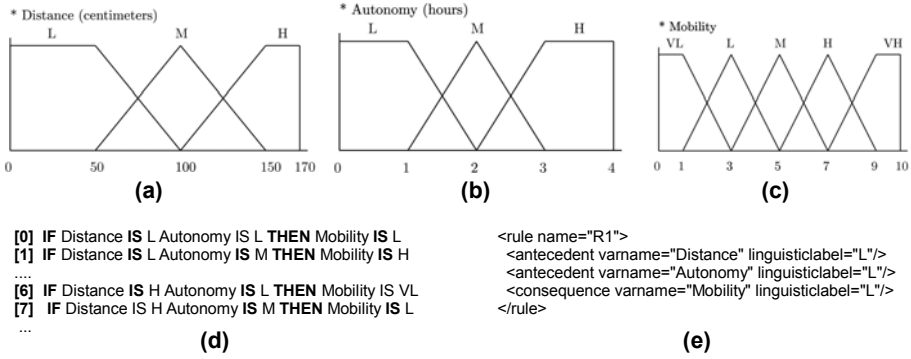 * Distance (centimeters)
L M H
0 50 100 150 170
(a)
* Autonomy (hours)
L M H
0 1 2 3 4
(b)
* Mobility
VL L M H VH
0 1 3 5 7 9 10
(c)
[0] IF Distance IS L Autonomy IS L THEN Mobility IS L
[1] IF Distance IS L Autonomy IS M THEN Mobility IS H
....
[6] IF Distance IS H Autonomy IS L THEN Mobility IS VL
[7] IF Distance IS H Autonomy IS M THEN Mobility IS L
...
(d)
<rule name="R1">
<antecedent varname="Distance" linguisticlabel="L"/>
<antecedent varname="Autonomy" linguisticlabel="L"/>
<consequence varname="Mobility" linguisticlabel="L"/>
</rule>
(e)